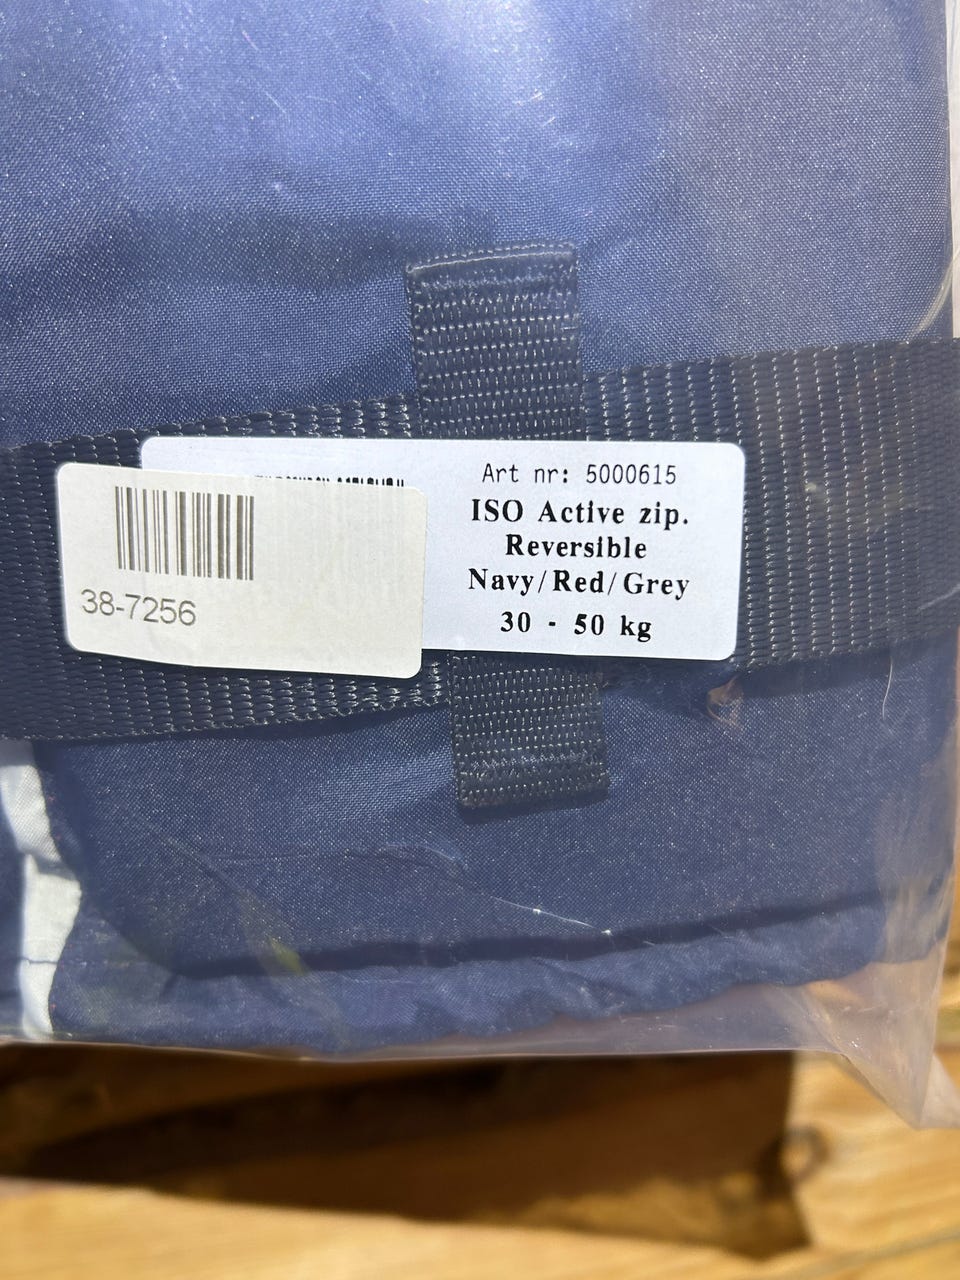 Art nr: 5000615
ISO Active zip.
Reversible
Navy/Red/Grey
30 - 50 kg
38-7256